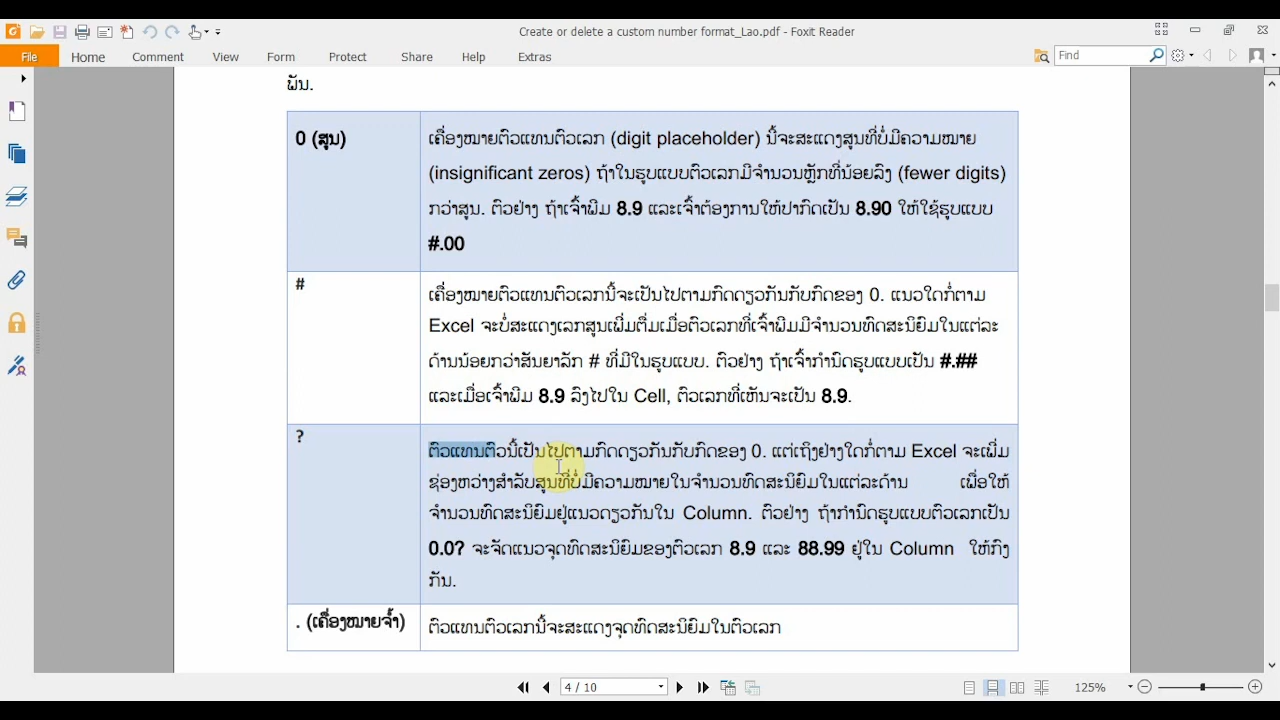 Create or delete a custom number format_Lao.pdf - Foxit Reader
File Home Comment View Form Protect Share Help Extras
Find
ພັນ.
0 (ສູນ)
ເຄື່ອງໝາຍຕົວແທນຕົວເລກ (digit placeholder) ນີ້ຈະສະແດງສູນທີ່ບໍ່ມີຄວາມໝາຍ
(insignificant zeros) ຖ້າໃນຮູບແບບຕົວເລກມີຈຳນວນຫຼັກທີ່ນ້ອຍລົງ (fewer digits)
ກວ່າສູນ. ຕົວຢ່າງ ຖ້າເຈົ້າພິມ 8.9 ແລະເຈົ້າຕ້ອງການໃຫ້ປາກົດເປັນ 8.90 ໃຫ້ໃຊ້ຮູບແບບ
#.00
#
ເຄື່ອງໝາຍຕົວແທນຕົວເລກນີ້ຈະເປັນໄປຕາມກົດດຽວກັນກັບກົດຂອງ 0. ແນວໃດກໍ່ຕາມ
Excel ຈະບໍ່ສະແດງເລກສູນເພີ່ມຕື່ມເມື່ອຕົວເລກທີ່ເຈົ້າພິມມີຈຳນວນທົດສະນິຍົມໃນແຕ່ລະ
ດ້ານນ້ອຍກວ່າສັນຍາລັກ # ທີ່ມີໃນຮູບແບບ. ຕົວຢ່າງ ຖ້າເຈົ້າກຳນົດຮູບແບບເປັນ #.##
ແລະເມື່ອເຈົ້າພິມ 8.9 ລົງໄປໃນ Cell, ຕົວເລກທີ່ເຫັນຈະເປັນ 8.9.
?
ຕົວແທນຕົວນີ້ເປັນໄປຕາມກົດດຽວກັນກັບກົດຂອງ 0. ແຕ່ເຖິງຢ່າງໃດກໍ່ຕາມ Excel ຈະເພີ່ມ
ຊ່ອງຫວ່າງສຳລັບສູນທີ່ບໍ່ມີຄວາມໝາຍໃນຈຳນວນທົດສະນິຍົມໃນແຕ່ລະດ້ານ ເພື່ອໃຫ້
ຈຳນວນທົດສະນິຍົມຢູ່ແນວດຽວກັນໃນ Column. ຕົວຢ່າງ ຖ້າກຳນົດຮູບແບບຕົວເລກເປັນ
0.0? ຈະຈັດແນວຈຸດທົດສະນິຍົມຂອງຕົວເລກ 8.9 ແລະ 88.99 ຢູ່ໃນ Column ໃຫ້ກົງ
ກັນ.
. (ເຄື່ອງໝາຍຈ້ຳ)
ຕົວແທນຕົວເລກນີ້ຈະສະແດງຈຸດທົດສະນິຍົມໃນຕົວເລກ
4 / 10
125%